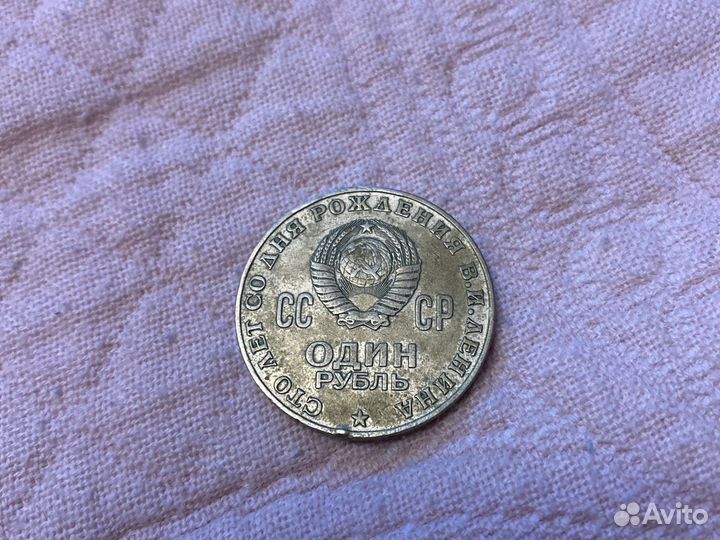 СТО ЛЕТ СО ДНЯ РОЖДЕНИЯ В.И.ЛЕНИНА
СС СР
ОДИН
РУБЛЬ
Avito